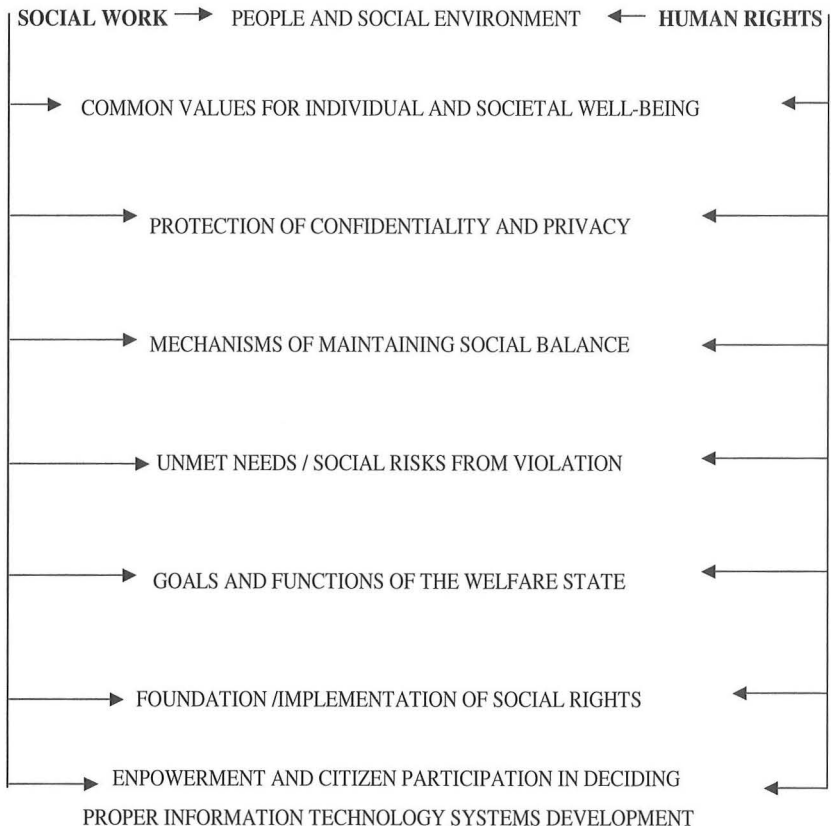 SOCIAL WORK PEOPLE AND SOCIAL ENVIRONMENT HUMAN RIGHTS
COMMON VALUES FOR INDIVIDUAL AND SOCIETAL WELL-BEING
PROTECTION OF CONFIDENTIALITY AND PRIVACY
MECHANISMS OF MAINTAINING SOCIAL BALANCE
UNMET NEEDS / SOCIAL RISKS FROM VIOLATION
GOALS AND FUNCTIONS OF THE WELFARE STATE
FOUNDATION /IMPLEMENTATION OF SOCIAL RIGHTS
ENPOWERMENT AND CITIZEN PARTICIPATION IN DECIDING
PROPER INFORMATION TECHNOLOGY SYSTEMS DEVELOPMENT